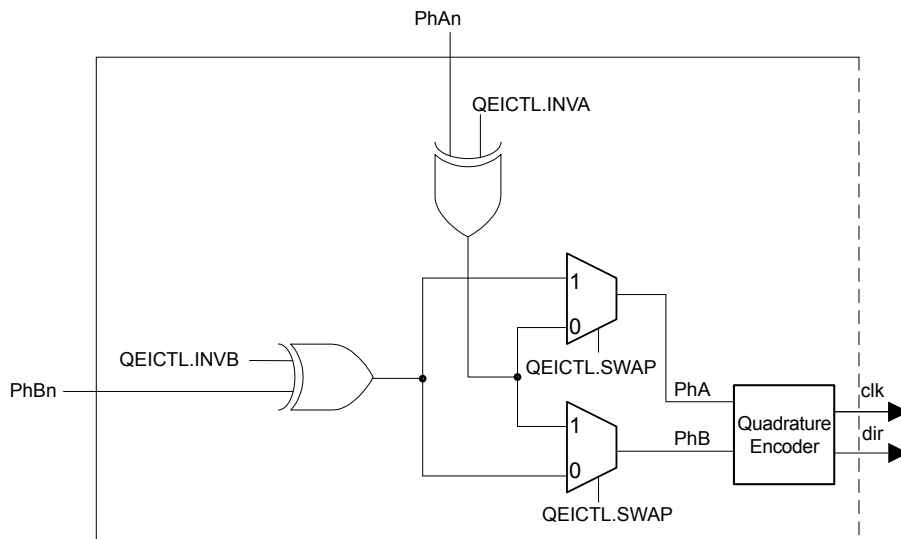 PhAn
QEICTL.INVA
1
0
QEICTL.INVB
QEICTL.SWAP
PhBn
PhA
clk
1
Quadrature
Encoder
dir
PhB
0
QEICTL.SWAP